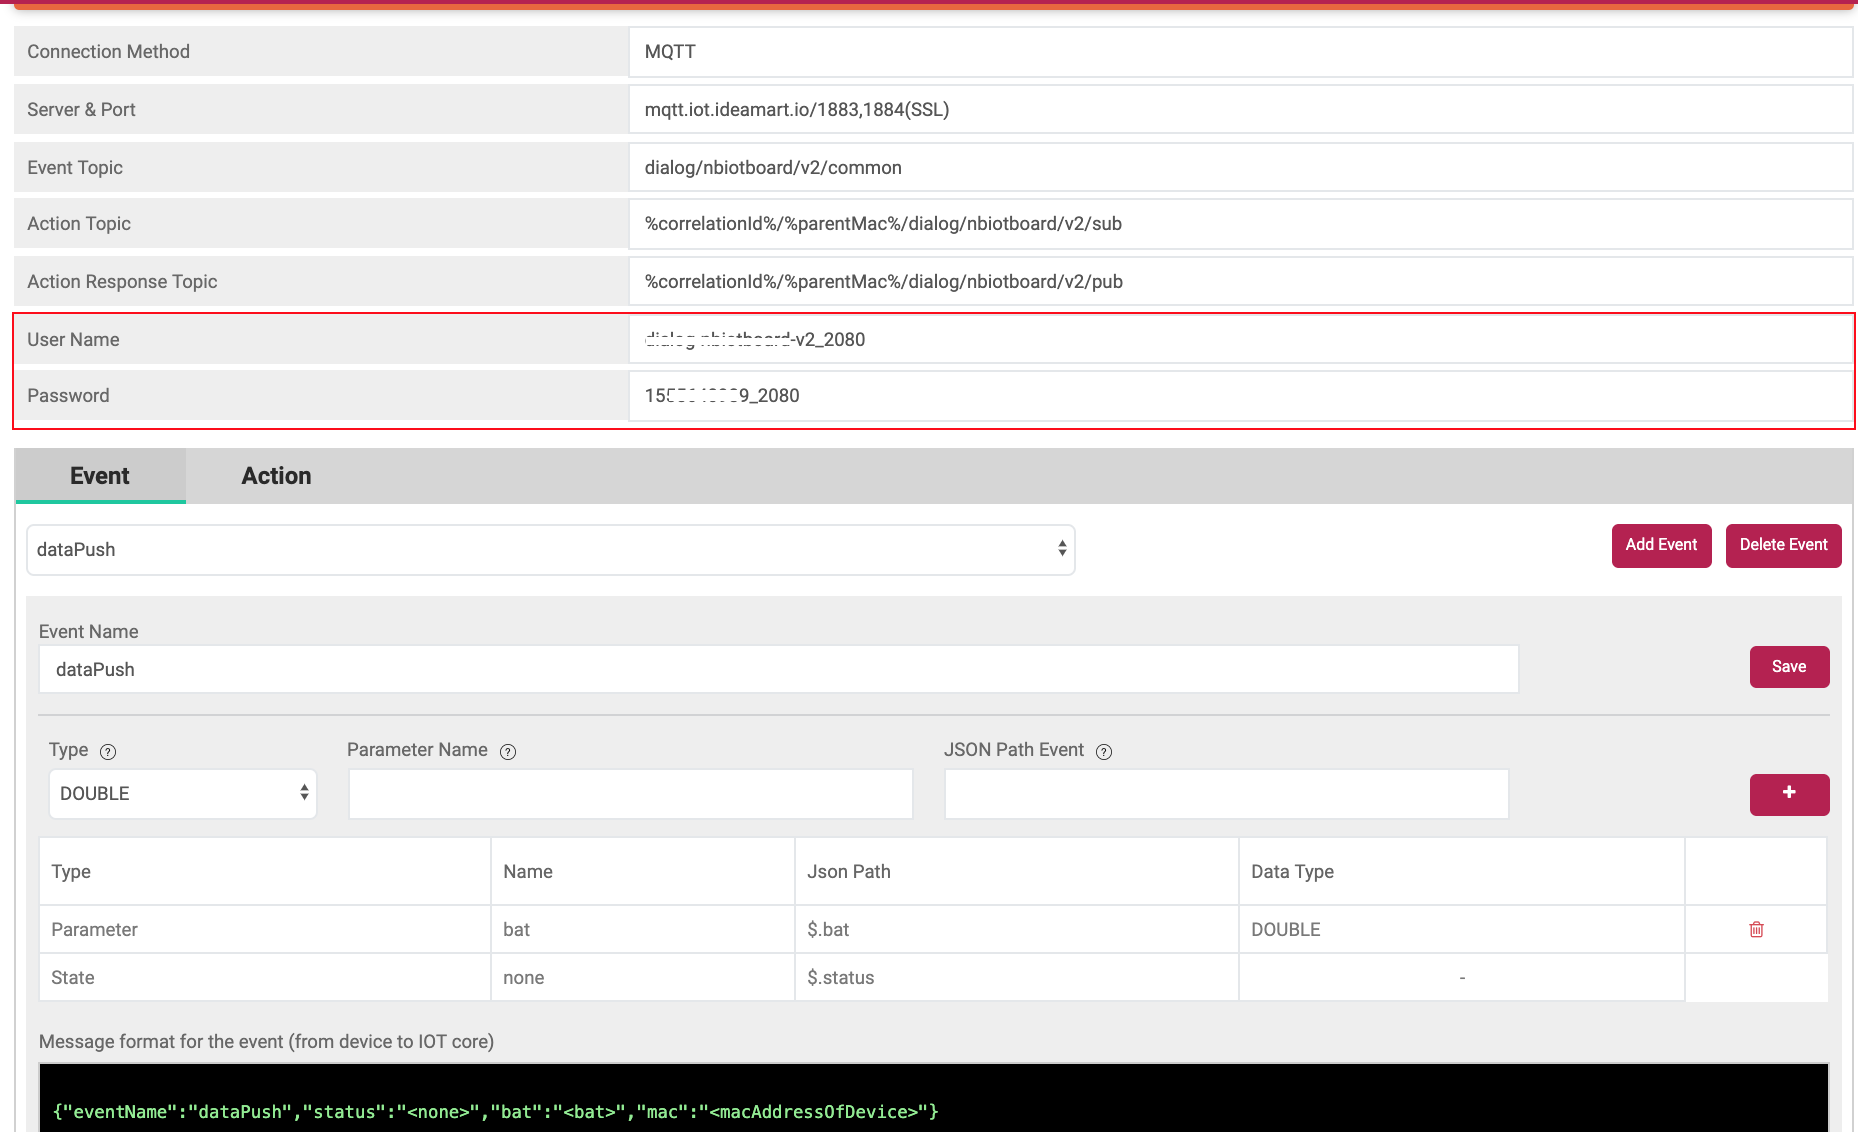 Connection Method MQTT
Server & Port mqtt.iot.ideamart.io/1883,1884(SSL)
Event Topic dialog/nbiotboard/v2/common
Action Topic %correlationId%/%parentMac%/dialog/nbiotboard/v2/sub
Action Response Topic %correlationId%/%parentMac%/dialog/nbiotboard/v2/pub
User Name dialog-nbiotboard-v2_2080
Password
Event Action
dataPush Add Event Delete Event
Event Name
dataPush Save
Type ? Parameter Name ? JSON Path Event ?
DOUBLE +
Type Name Json Path Data Type
Parameter bat $.bat DOUBLE
State none $.status -
Message format for the event (from device to IOT core)
{"eventName":"dataPush","status":"<none>","bat":"<bat>","mac":"<macAddressOfDevice>"}